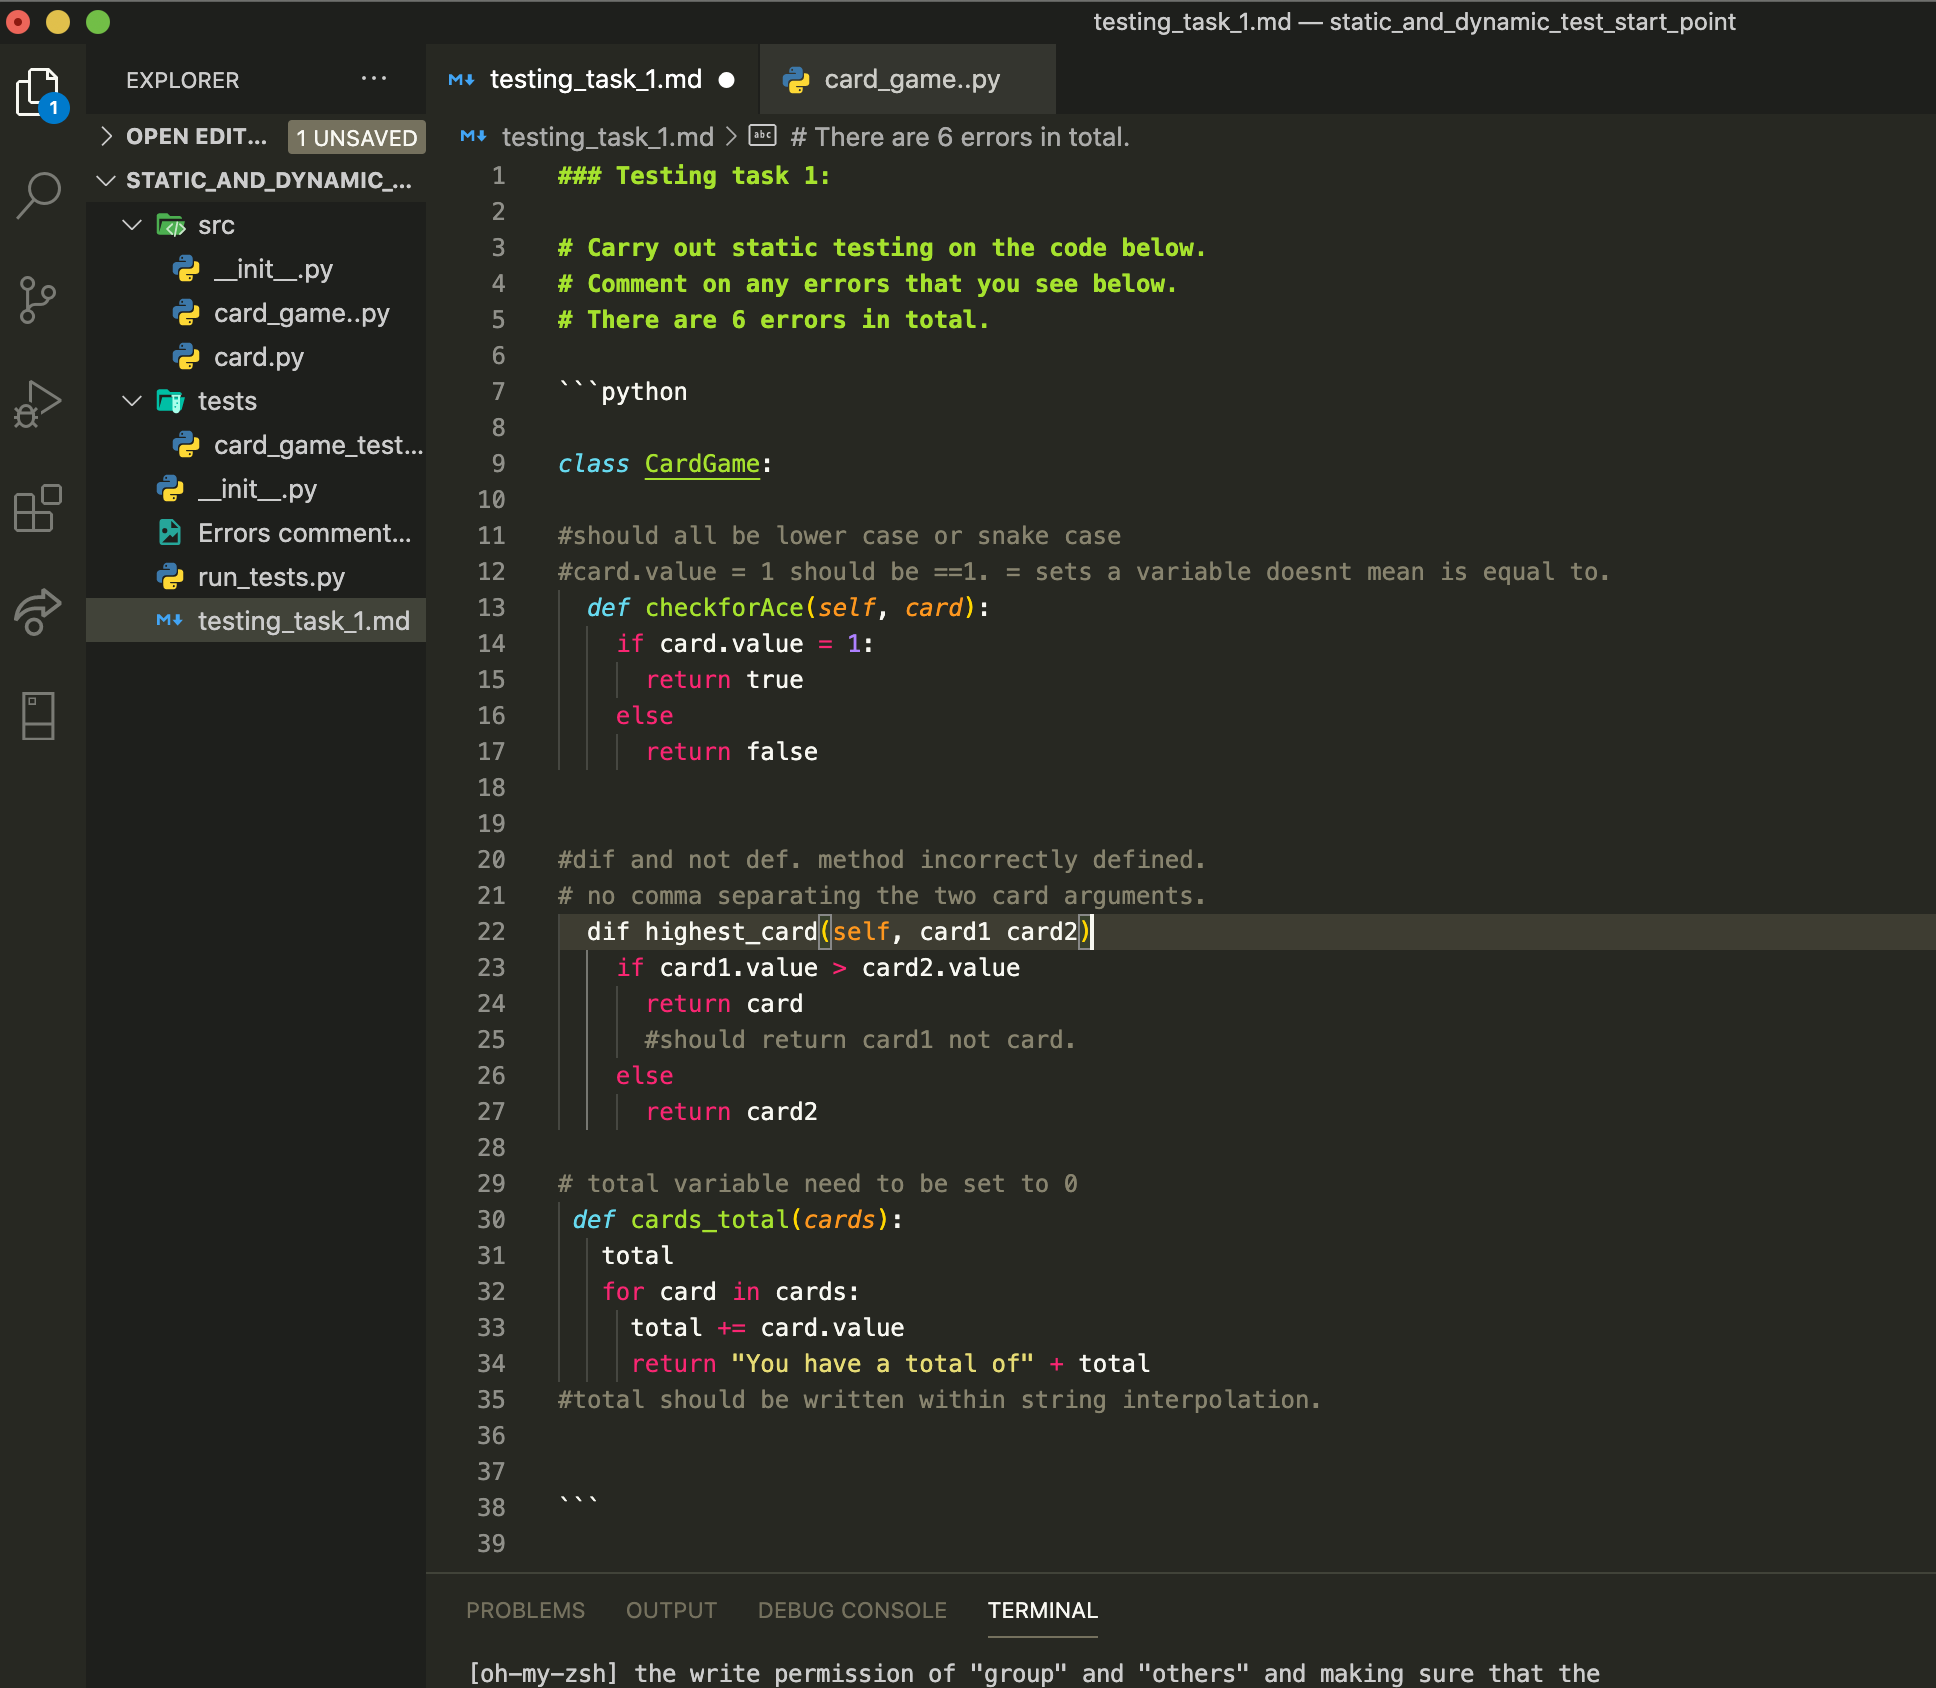 testing_task_1.md — static_and_dynamic_test_start_point
EXPLORER ···
testing_task_1.md
card_game..py
1
OPEN EDIT... 1 UNSAVED
testing_task_1.md > # There are 6 errors in total.
STATIC_AND_DYNAMIC_...
src
__init__.py
card_game..py
card.py
tests
card_game_test...
__init__.py
Errors comment...
run_tests.py
testing_task_1.md
1 ### Testing task 1:
2
3 # Carry out static testing on the code below.
4 # Comment on any errors that you see below.
5 # There are 6 errors in total.
6
7 ```python
8
9 class CardGame:
10
11 #should all be lower case or snake case
12 #card.value = 1 should be ==1. = sets a variable doesnt mean is equal to.
13 def checkforAce(self, card):
14 if card.value = 1:
15 return true
16 else
17 return false
18
19
20 #dif and not def. method incorrectly defined.
21 # no comma separating the two card arguments.
22 dif highest_card(self, card1 card2)
23 if card1.value > card2.value
24 return card
25 #should return card1 not card.
26 else
27 return card2
28
29 # total variable need to be set to 0
30 def cards_total(cards):
31 total
32 for card in cards:
33 total += card.value
34 return "You have a total of" + total
35 #total should be written within string interpolation.
36
37
38 ```
39
PROBLEMS OUTPUT DEBUG CONSOLE TERMINAL
[oh-my-zsh] the write permission of "group" and "others" and making sure that the